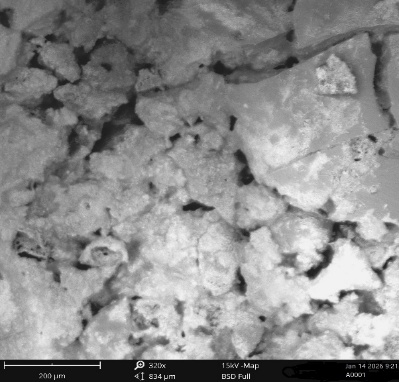 200 µm
320x
834 µm
15kV -Map
BSD Full
Jan 14 2026 9:21
A0001